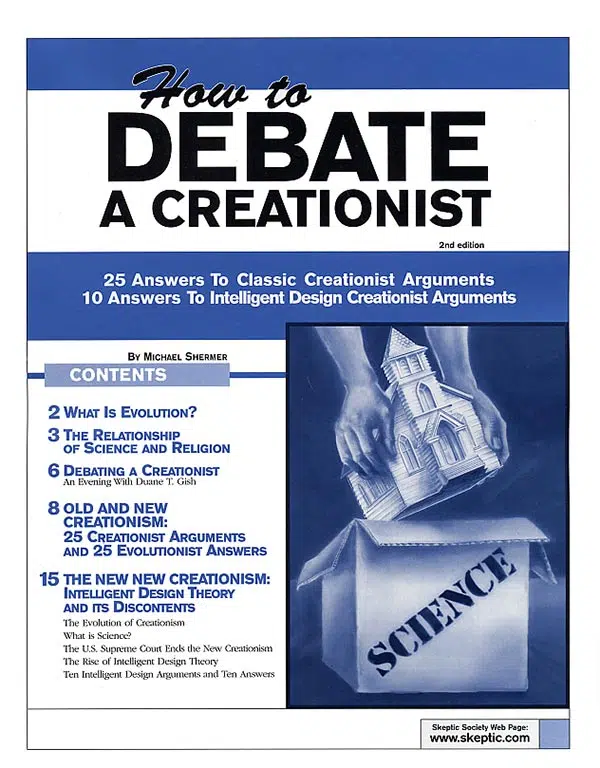 How to
DEBATE
A CREATIONIST
2nd edition
25 Answers To Classic Creationist Arguments
10 Answers To Intelligent Design Creationist Arguments
BY MICHAEL SHERMER
CONTENTS
2 WHAT IS EVOLUTION?
3 THE RELATIONSHIP
OF SCIENCE AND RELIGION
6 DEBATING A CREATIONIST
An Evening With Duane T. Gish
8 OLD AND NEW
CREATIONISM:
25 CREATIONIST ARGUMENTS
AND 25 EVOLUTIONIST ANSWERS
15 THE NEW NEW CREATIONISM:
INTELLIGENT DESIGN THEORY
AND ITS DISCONTENTS
The Evolution of Creationism
What is Science?
The U.S. Supreme Court Ends the New Creationism
The Rise of Intelligent Design Theory
Ten Intelligent Design Arguments and Ten Answers
SCIENCE
Skeptic Society Web Page:
www.skeptic.com